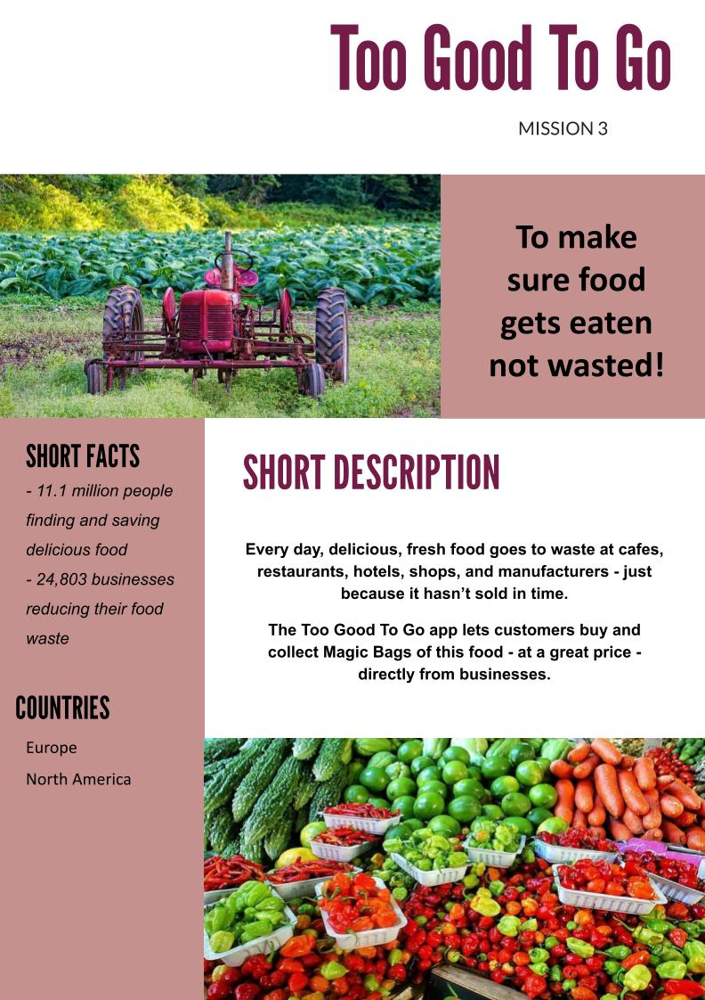 Too Good To Go
MISSION 3
To make
sure food
gets eaten
not wasted!
SHORT FACTS
- 11.1 million people
finding and saving
delicious food
- 24,803 businesses
reducing their food
waste
COUNTRIES
Europe
North America
SHORT DESCRIPTION
Every day, delicious, fresh food goes to waste at cafes,
restaurants, hotels, shops, and manufacturers - just
because it hasn’t sold in time.
The Too Good To Go app lets customers buy and
collect Magic Bags of this food - at a great price -
directly from businesses.